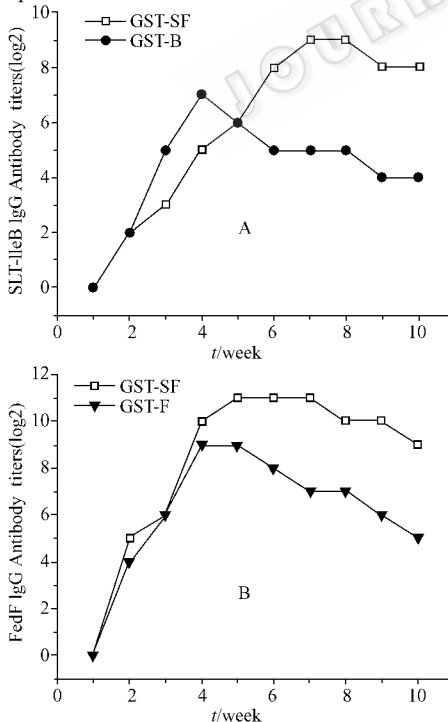 10
GST-SF
GST-B
8
6
4
2
0
SLT-IIeB IgG Antibody titers(log2)
A
0 2 4 6 8 10
t/week
JOUR
12
GST-SF
10
GST-F
8
6
4
2
0
FedF IgG Antibody titers(log2)
B
0 2 4 6 8 10
t/week